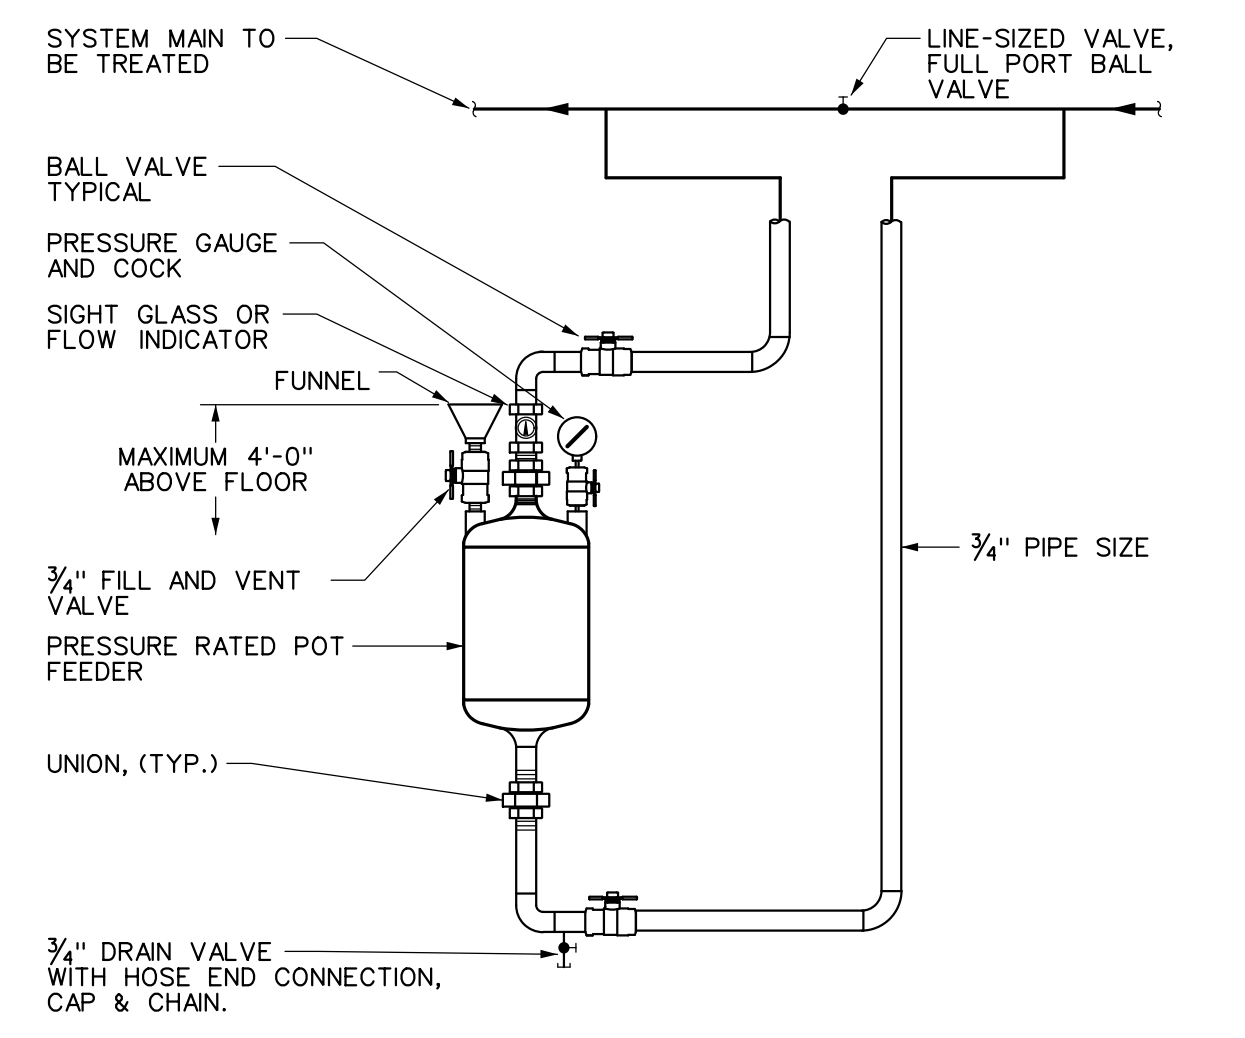 SYSTEM MAIN TO
BE TREATED
LINE-SIZED VALVE,
FULL PORT BALL
VALVE
BALL VALVE
TYPICAL
PRESSURE GAUGE
AND COCK
SIGHT GLASS OR
FLOW INDICATOR
FUNNEL
MAXIMUM 4'-0"
ABOVE FLOOR
3/4" PIPE SIZE
3/4" FILL AND VENT
VALVE
PRESSURE RATED POT
FEEDER
UNION, (TYP.)
3/4" DRAIN VALVE
WITH HOSE END CONNECTION,
CAP & CHAIN.